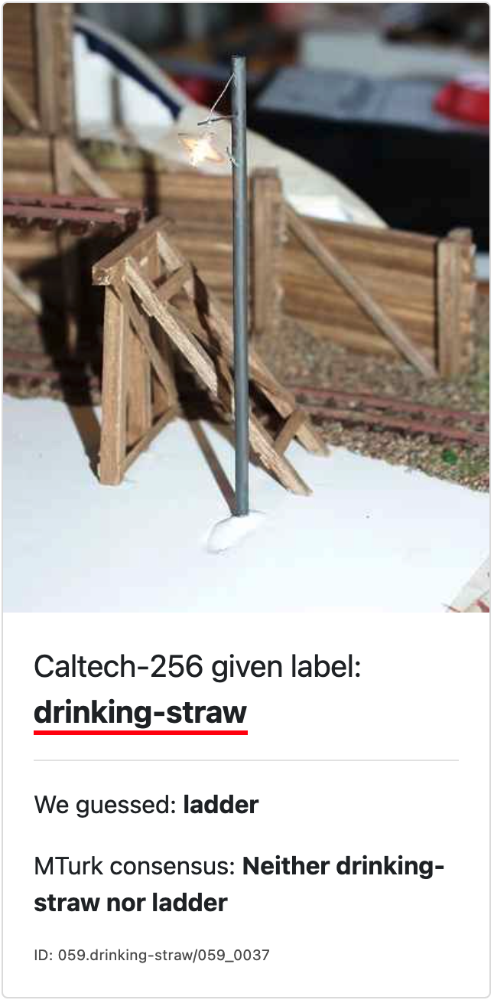 Caltech-256 given label:
drinking-straw
We guessed: ladder
MTurk consensus: Neither drinking-
straw nor ladder
ID: 059.drinking-straw/059_0037